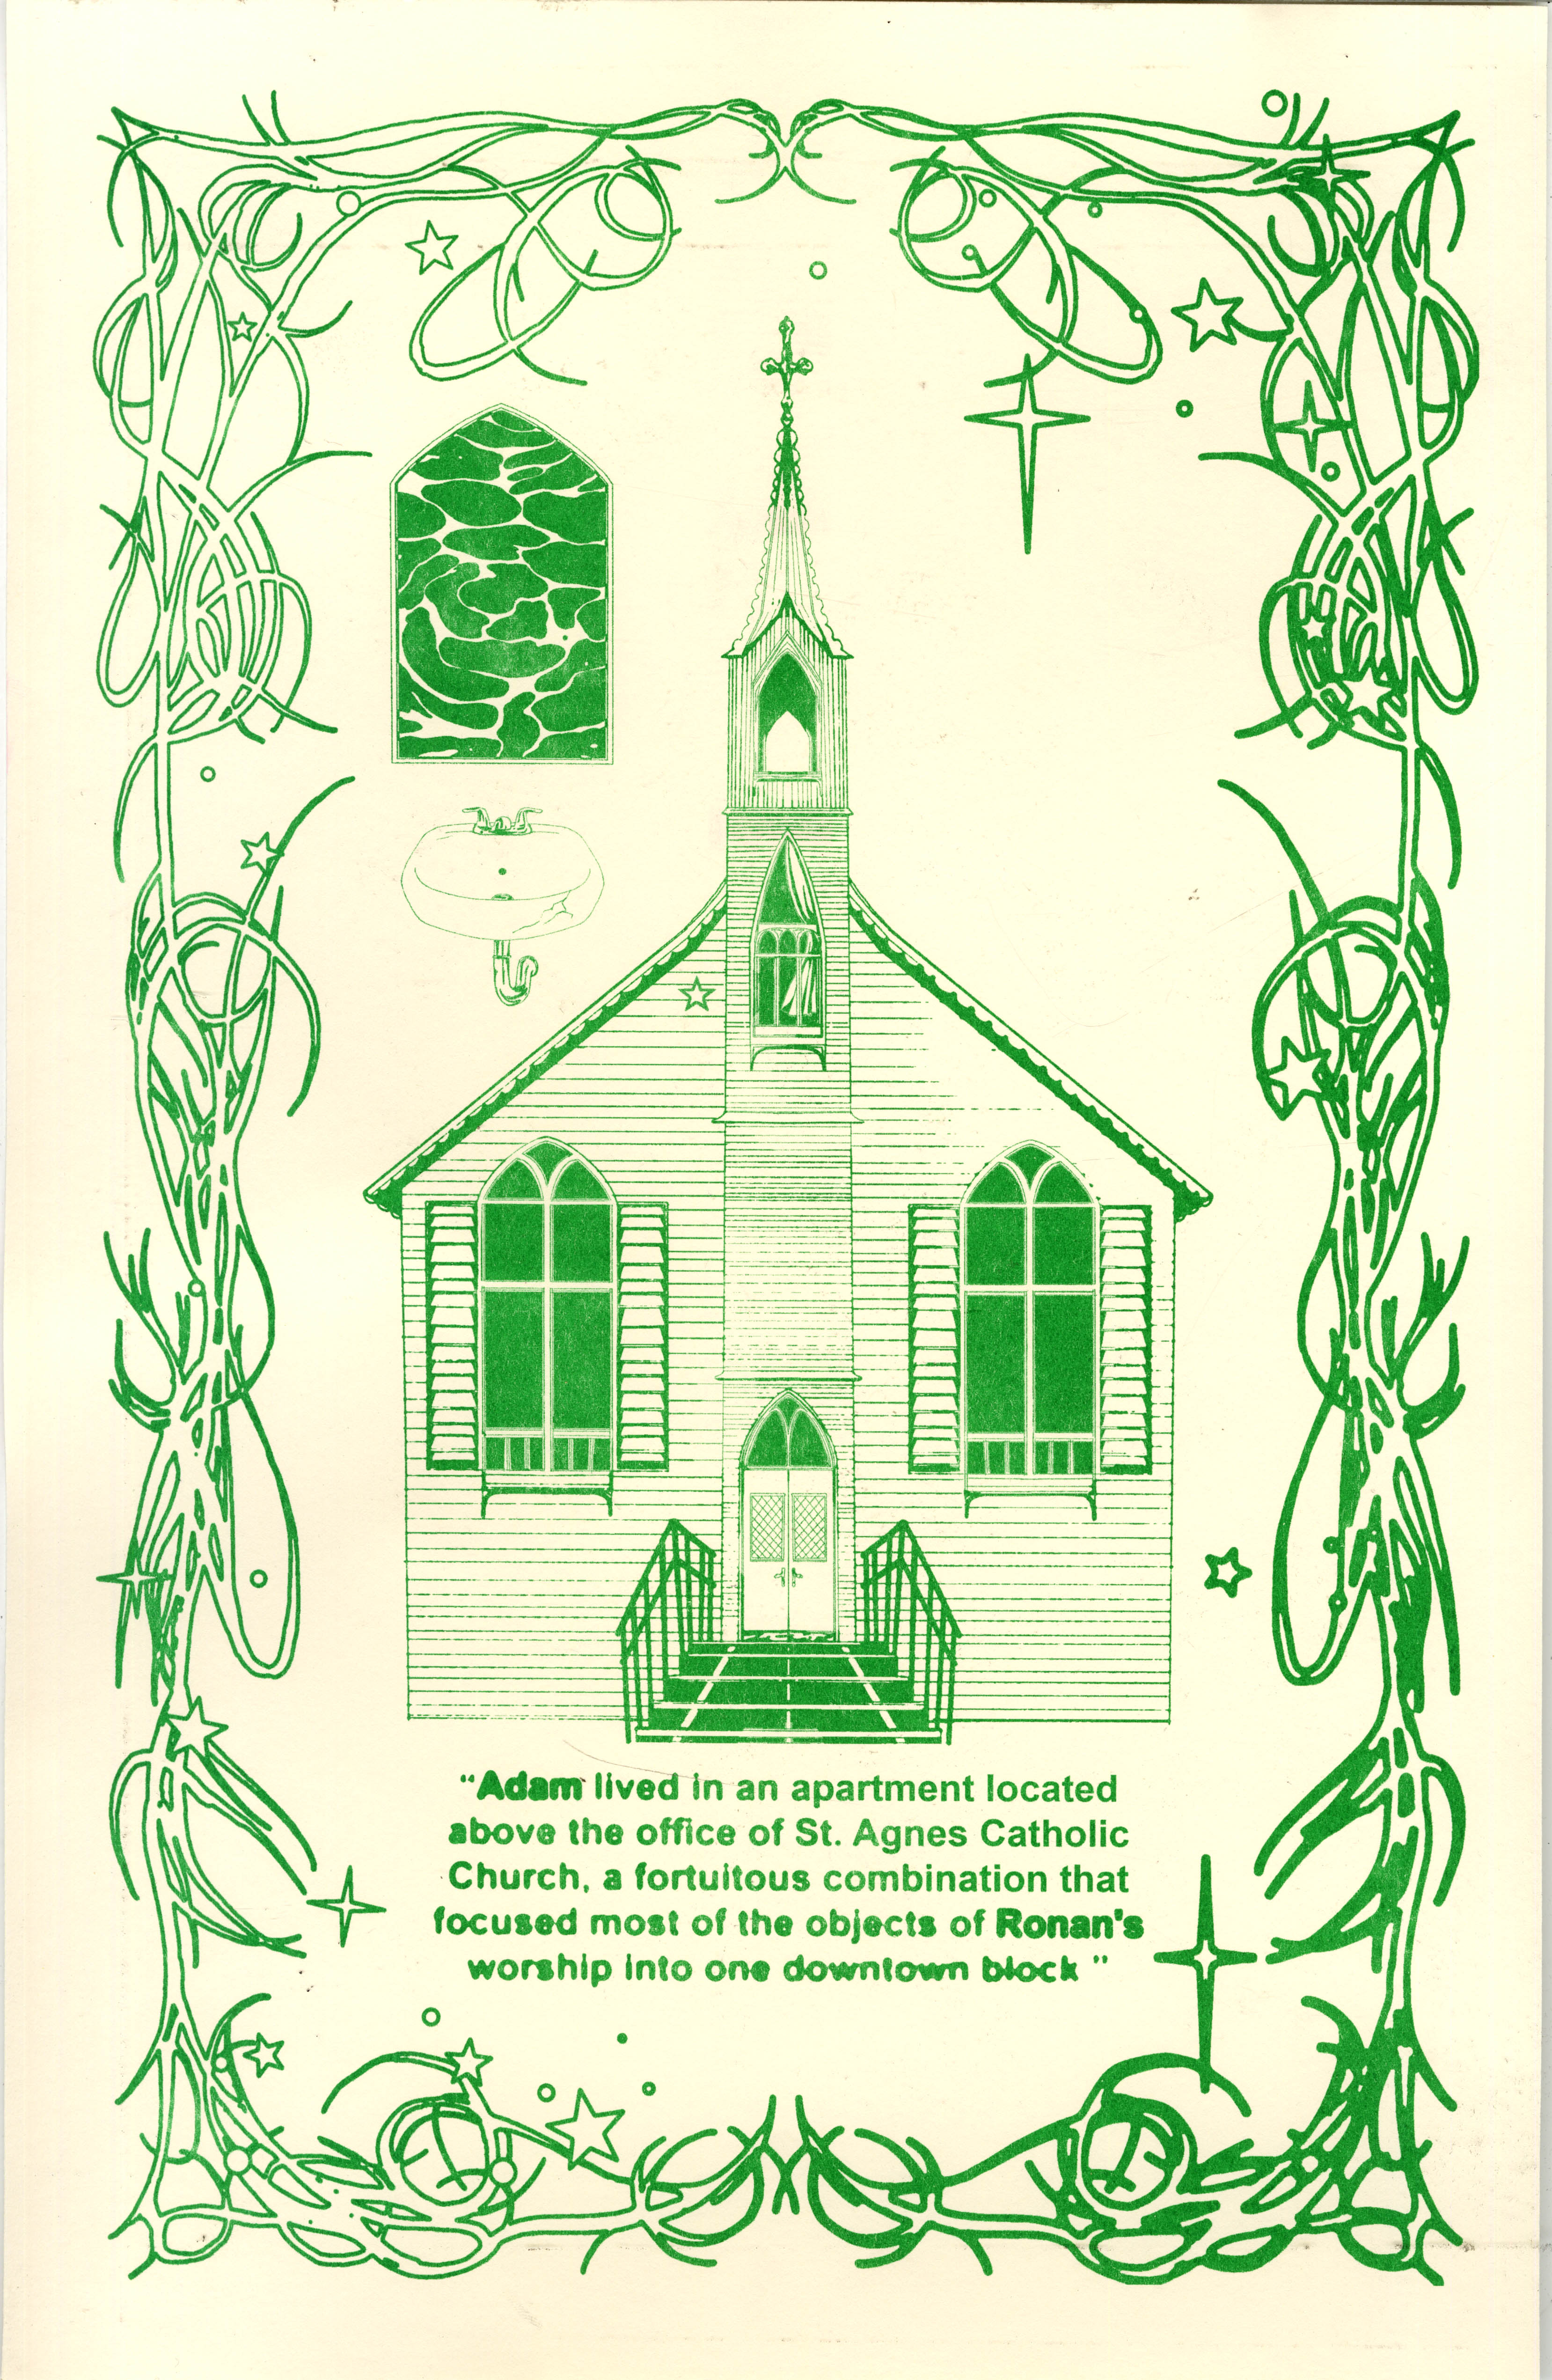 “Adam lived in an apartment located
above the office of St. Agnes Catholic
Church, a fortuitous combination that
focused most of the objects of Ronan's
worship into one downtown block ”